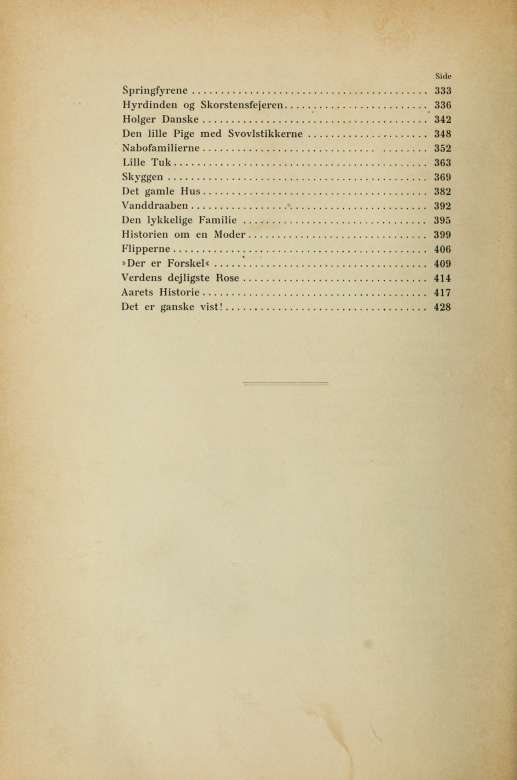 Side
Springfyrene ........................................ 333
Hyrdinden og Skorstensfejeren ........................ 336
Holger Danske ....................................... 342
Den lille Pige med Svovlstikkerne ..................... 348
Nabofamilierne ...................................... 352
Lille Tuk ........................................... 363
Skyggen ............................................ 369
Det gamle Hus ...................................... 382
Vanddraaben ........................................ 392
Den lykkelige Familie ................................ 395
Historien om en Moder ............................... 399
Flipperne ........................................... 406
»Der er Forskel« .................................... 409
Verdens dejligste Rose ................................ 414
Aarets Historie ...................................... 417
Det er ganske vist! ................................... 428